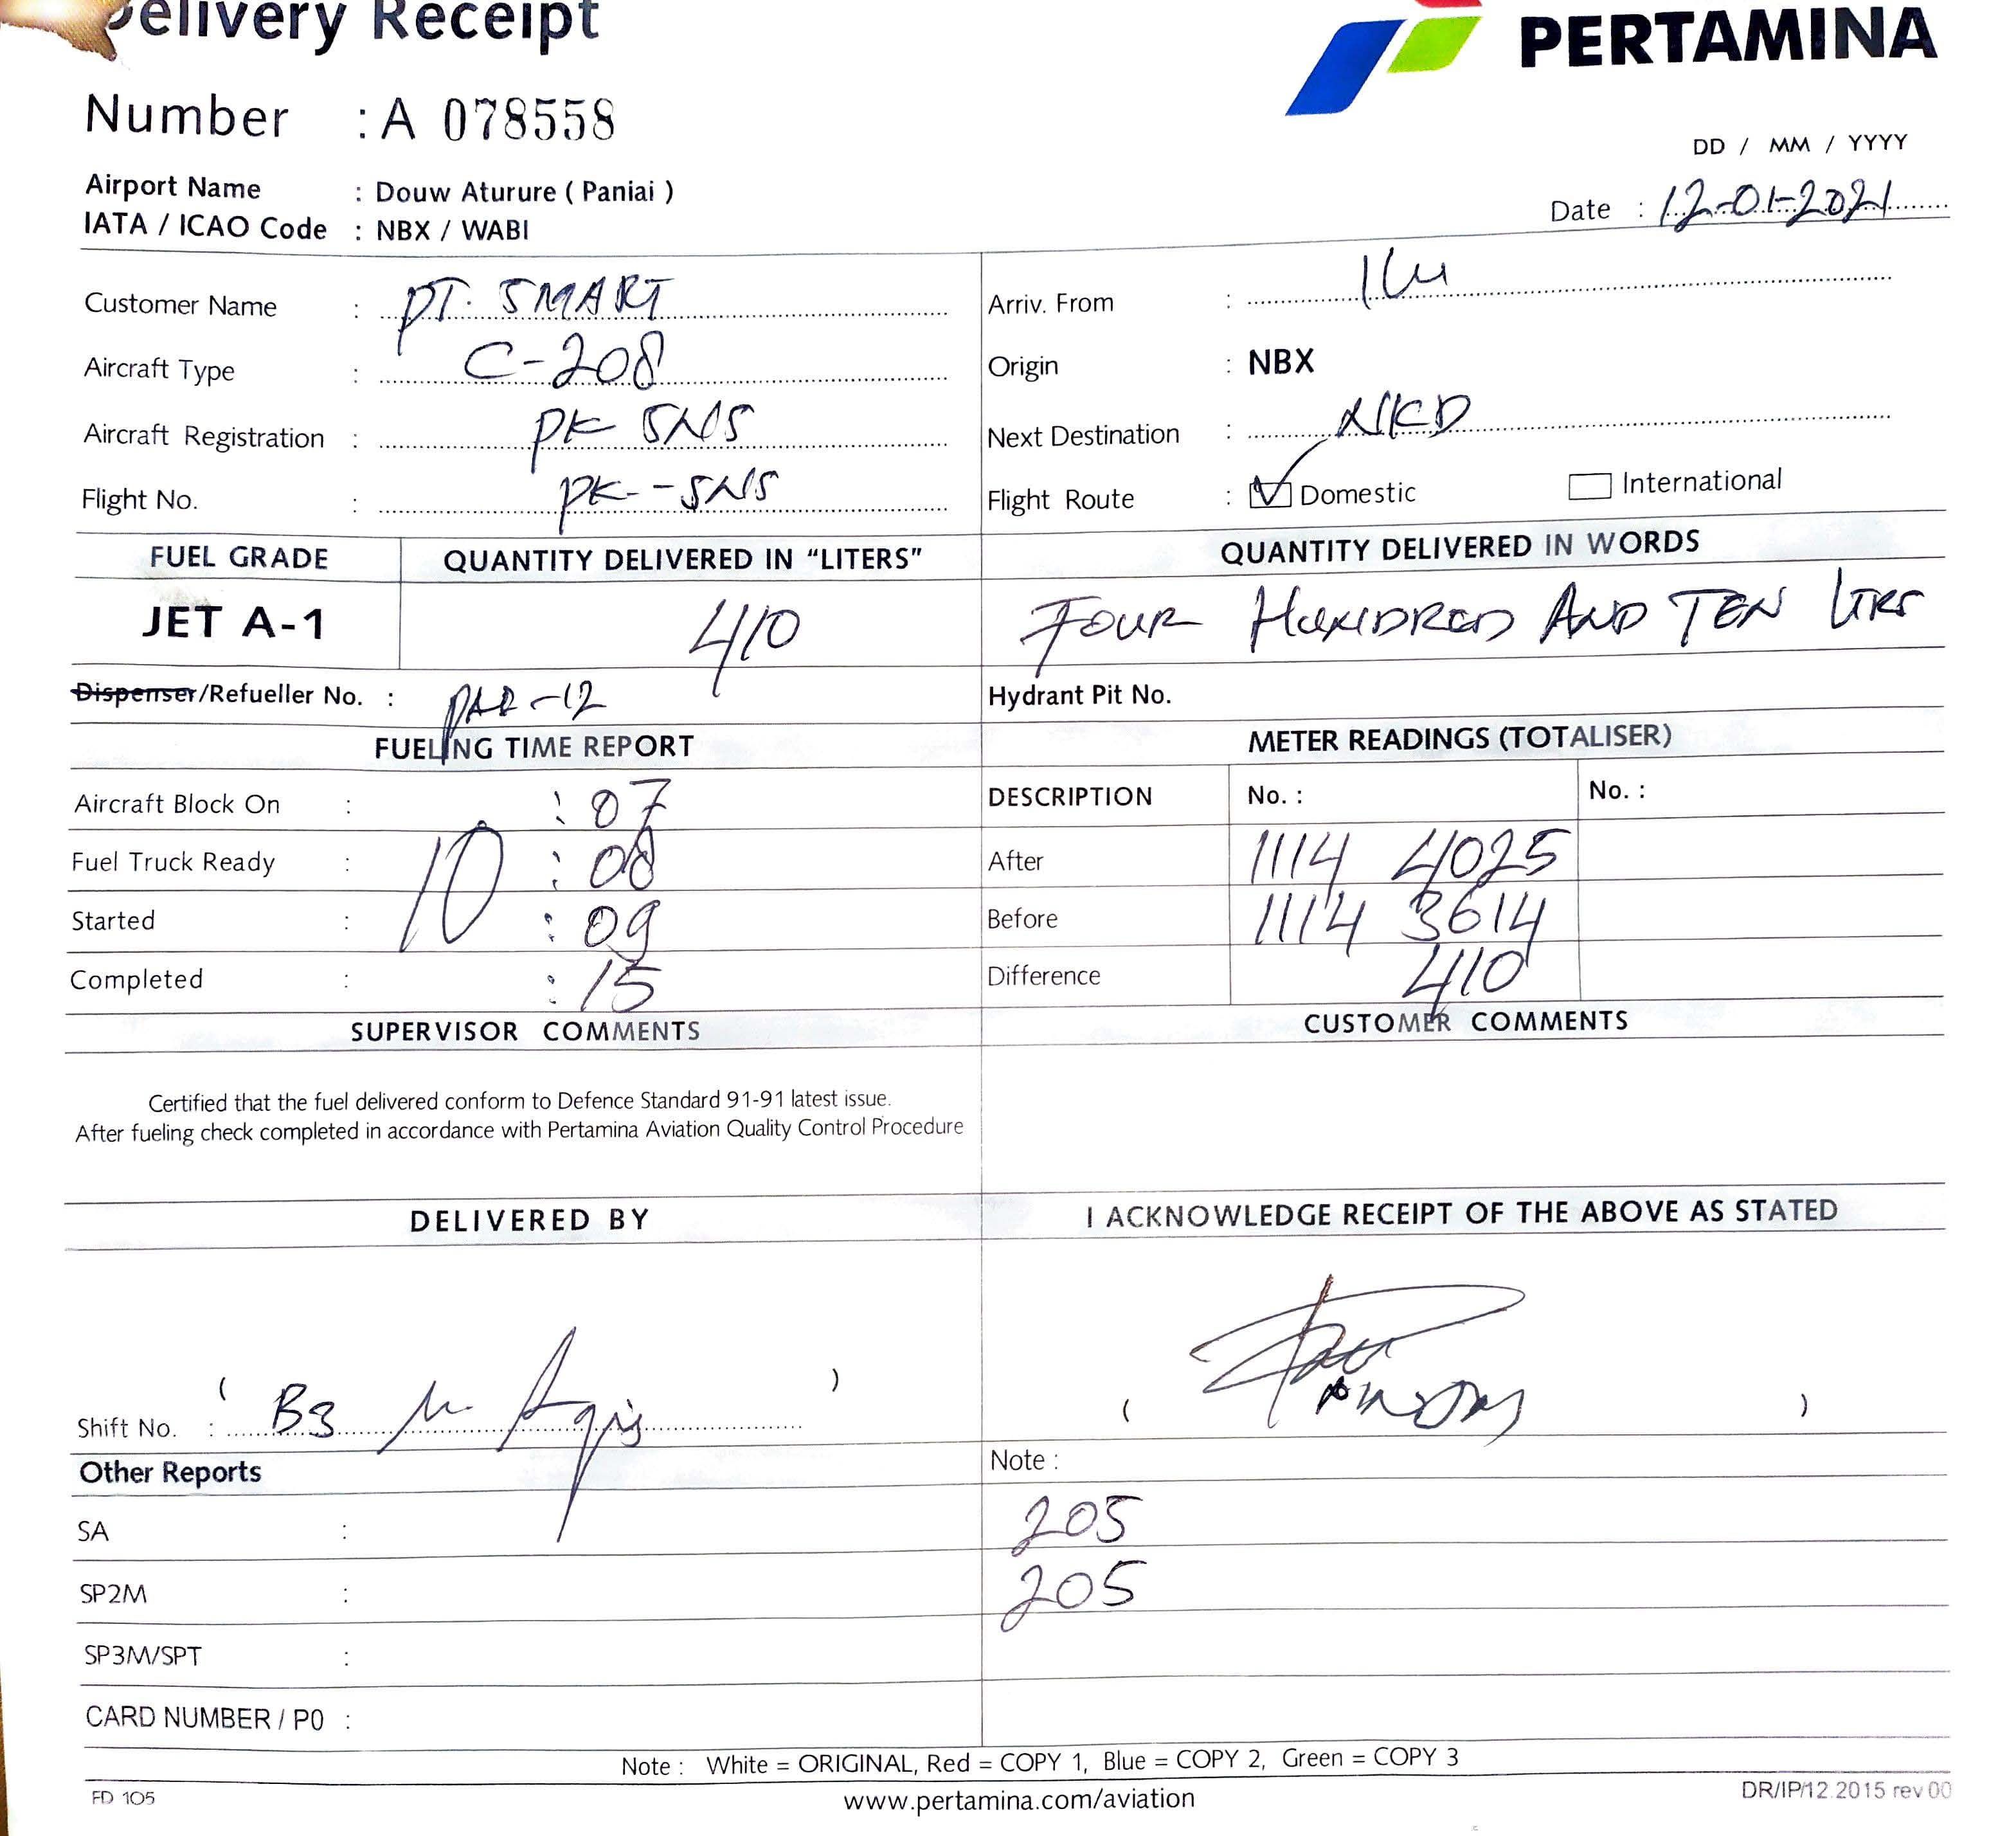 Delivery Receipt
PERTAMINA
Number : A 078558
DD / MM / YYYY
Airport Name : Douw Aturure ( Paniai )
Date : 12-01-2021
IATA / ICAO Code : NBX / WABI
Customer Name : PT. SMART
Arriv. From :
Aircraft Type : C-208
Origin : NBX
Aircraft Registration : PK SNS
Next Destination : NKD
Flight No. : PK--SNS
Flight Route : Domestic International
FUEL GRADE QUANTITY DELIVERED IN "LITERS" QUANTITY DELIVERED IN WORDS
JET A-1 410 FOUR HUNDRED AND TEN LTRS
Dispenser/Refueller No. : -12
Hydrant Pit No.
FUELING TIME REPORT METER READINGS (TOTALISER)
Aircraft Block On : : 07
DESCRIPTION No. : No. :
Fuel Truck Ready : 10 : 08
After 1114 4025
Started : : 09
Before 1114 3614
Completed : : 15
Difference 410
SUPERVISOR COMMENTS CUSTOMER COMMENTS
Certified that the fuel delivered conform to Defence Standard 91-91 latest issue.
After fueling check completed in accordance with Pertamina Aviation Quality Control Procedure
DELIVERED BY I ACKNOWLEDGE RECEIPT OF THE ABOVE AS STATED
( )
Shift No. : B3
( )
Other Reports
Note :
SA :
205
SP2M :
205
SP3M/SPT :
CARD NUMBER / P0 :
Note : White = ORIGINAL, Red = COPY 1, Blue = COPY 2, Green = COPY 3
FD 105
www.pertamina.com/aviation
DR/IP/12.2015 rev 00